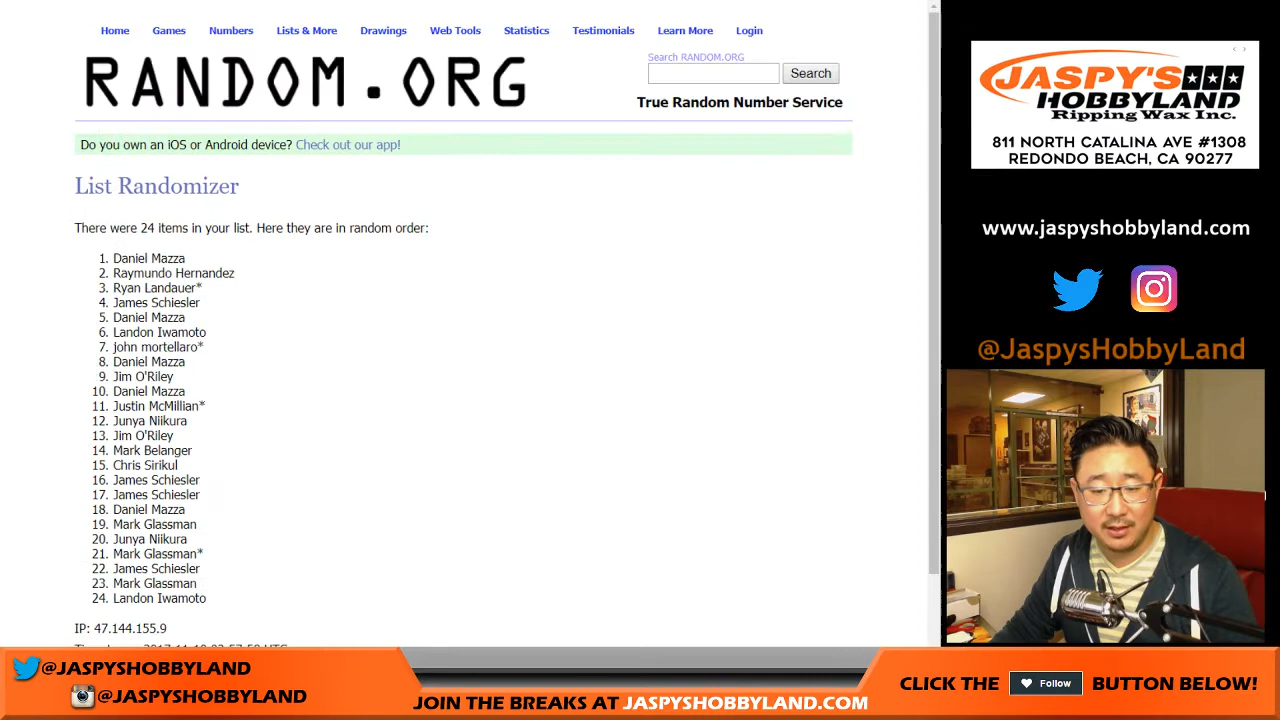 Home Games Numbers Lists & More Drawings Web Tools Statistics Testimonials Learn More Login
RANDOM.ORG
Search RANDOM.ORG
Search
True Random Number Service
Do you own an iOS or Android device? Check out our app!
List Randomizer
There were 24 items in your list. Here they are in random order:
1. Daniel Mazza
2. Raymundo Hernandez
3. Ryan Landauer*
4. James Schiesler
5. Daniel Mazza
6. Landon Iwamoto
7. john mortellaro*
8. Daniel Mazza
9. Jim O'Riley
10. Daniel Mazza
11. Justin McMillian*
12. Junya Niikura
13. Jim O'Riley
14. Mark Belanger
15. Chris Sirikul
16. James Schiesler
17. James Schiesler
18. Daniel Mazza
19. Mark Glassman
20. Junya Niikura
21. Mark Glassman*
22. James Schiesler
23. Mark Glassman
24. Landon Iwamoto
IP: 47.144.155.9
JASPY'S
HOBBYLAND
Ripping Wax Inc.
811 NORTH CATALINA AVE #1308
REDONDO BEACH, CA 90277
www.jaspyshobbyland.com
@JaspysHobbyLand
@JASPYSHOBBYLAND
@JASPYSHOBBYLAND
JOIN THE BREAKS AT JASPYSHOBBYLAND.COM
CLICK THE Follow BUTTON BELOW!